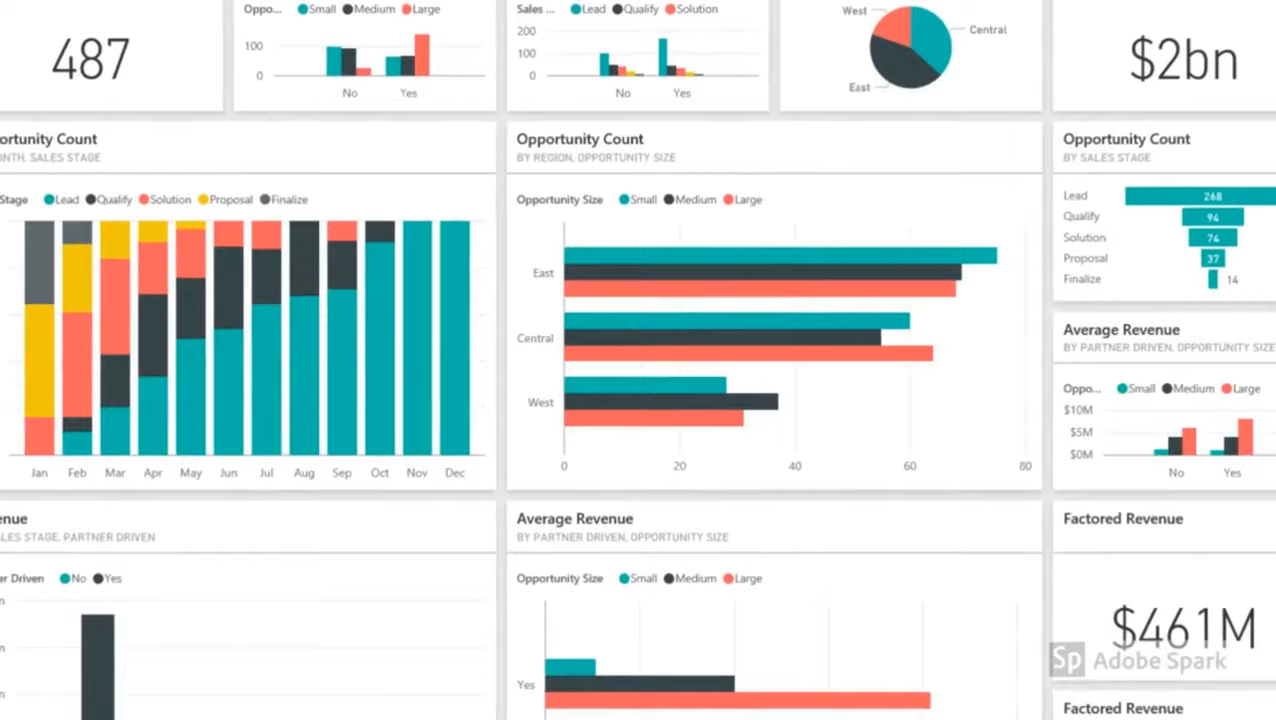 487
Oppo... Small Medium Large
100
0
No Yes
Sales ... Lead Qualify Solution
200
100
0
No Yes
West
Central
East
$2bn
ortunity Count
ONTH, SALES STAGE
Stage Lead Qualify Solution Proposal Finalize
Jan Feb Mar Apr May Jun Jul Aug Sep Oct Nov Dec
Opportunity Count
BY REGION, OPPORTUNITY SIZE
Opportunity Size Small Medium Large
East
Central
West
0 20 40 60 80
Opportunity Count
BY SALES STAGE
Lead 268
Qualify 94
Solution 74
Proposal 37
Finalize 14
Average Revenue
BY PARTNER DRIVEN, OPPORTUNITY SIZE
Oppo... Small Medium Large
$10M
$5M
$0M
No Yes
enue
LES STAGE, PARTNER DRIVEN
er Driven No Yes
n
n
n
Average Revenue
BY PARTNER DRIVEN, OPPORTUNITY SIZE
Opportunity Size Small Medium Large
Yes
Factored Revenue
$461M
Sp Adobe Spark
Factored Revenue